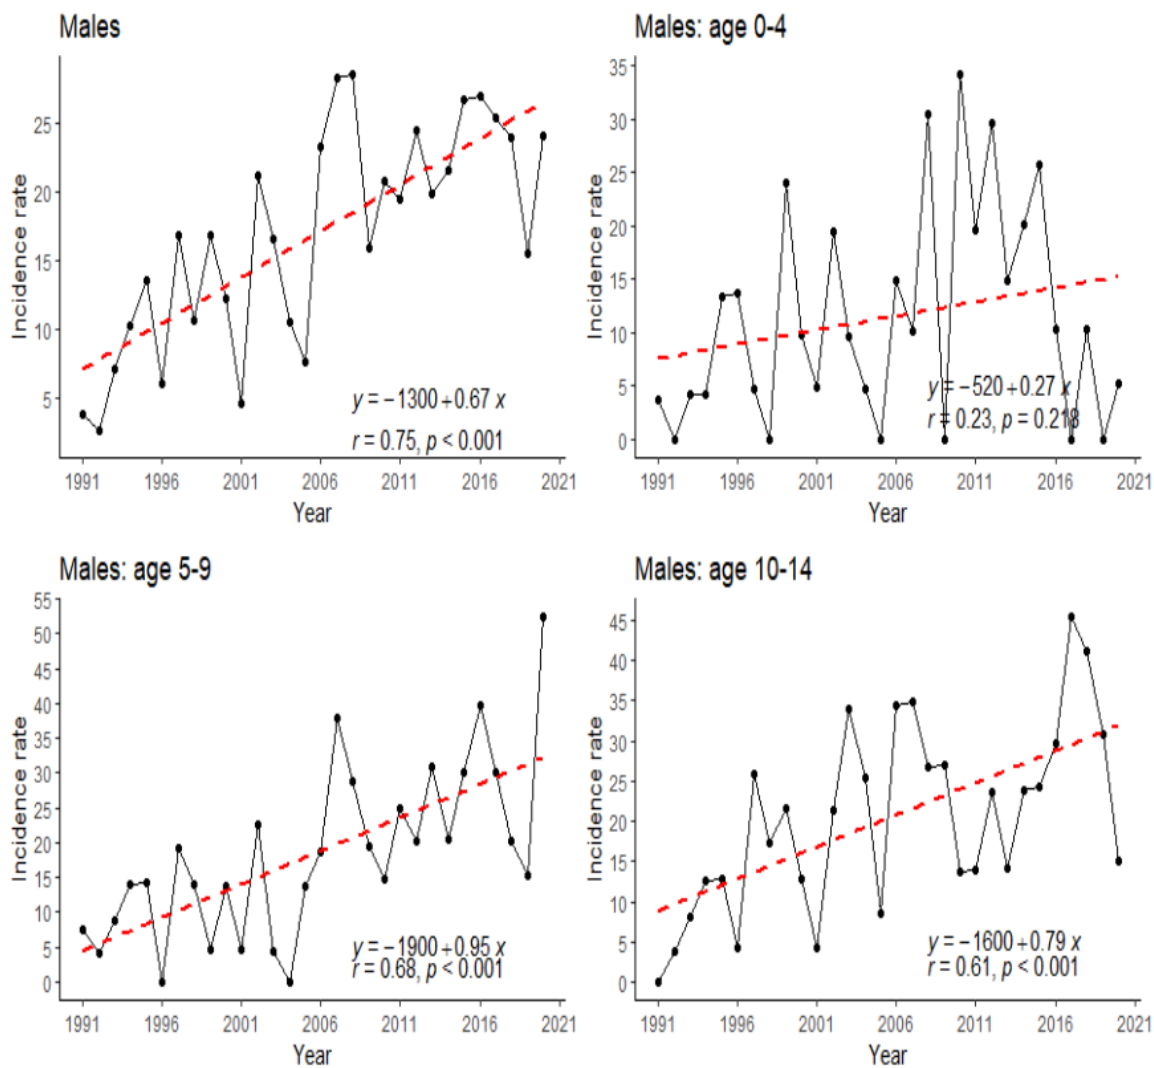 Males
Incidence rate
25
20
15
10
5
y = −1300 + 0.67 x
r = 0.75, p < 0.001
1991 1996 2001 2006 2011 2016 2021
Year
Males: age 0-4
Incidence rate
35
30
25
20
15
10
5
0
y = −520 + 0.27 x
r = 0.23, p = 0.218
1991 1996 2001 2006 2011 2016 2021
Year
Males: age 5-9
Incidence rate
55
50
45
40
35
30
25
20
15
10
5
0
y = −1900 + 0.95 x
r = 0.68, p < 0.001
1991 1996 2001 2006 2011 2016 2021
Year
Males: age 10-14
Incidence rate
45
40
35
30
25
20
15
10
5
0
y = −1600 + 0.79 x
r = 0.61, p < 0.001
1991 1996 2001 2006 2011 2016 2021
Year